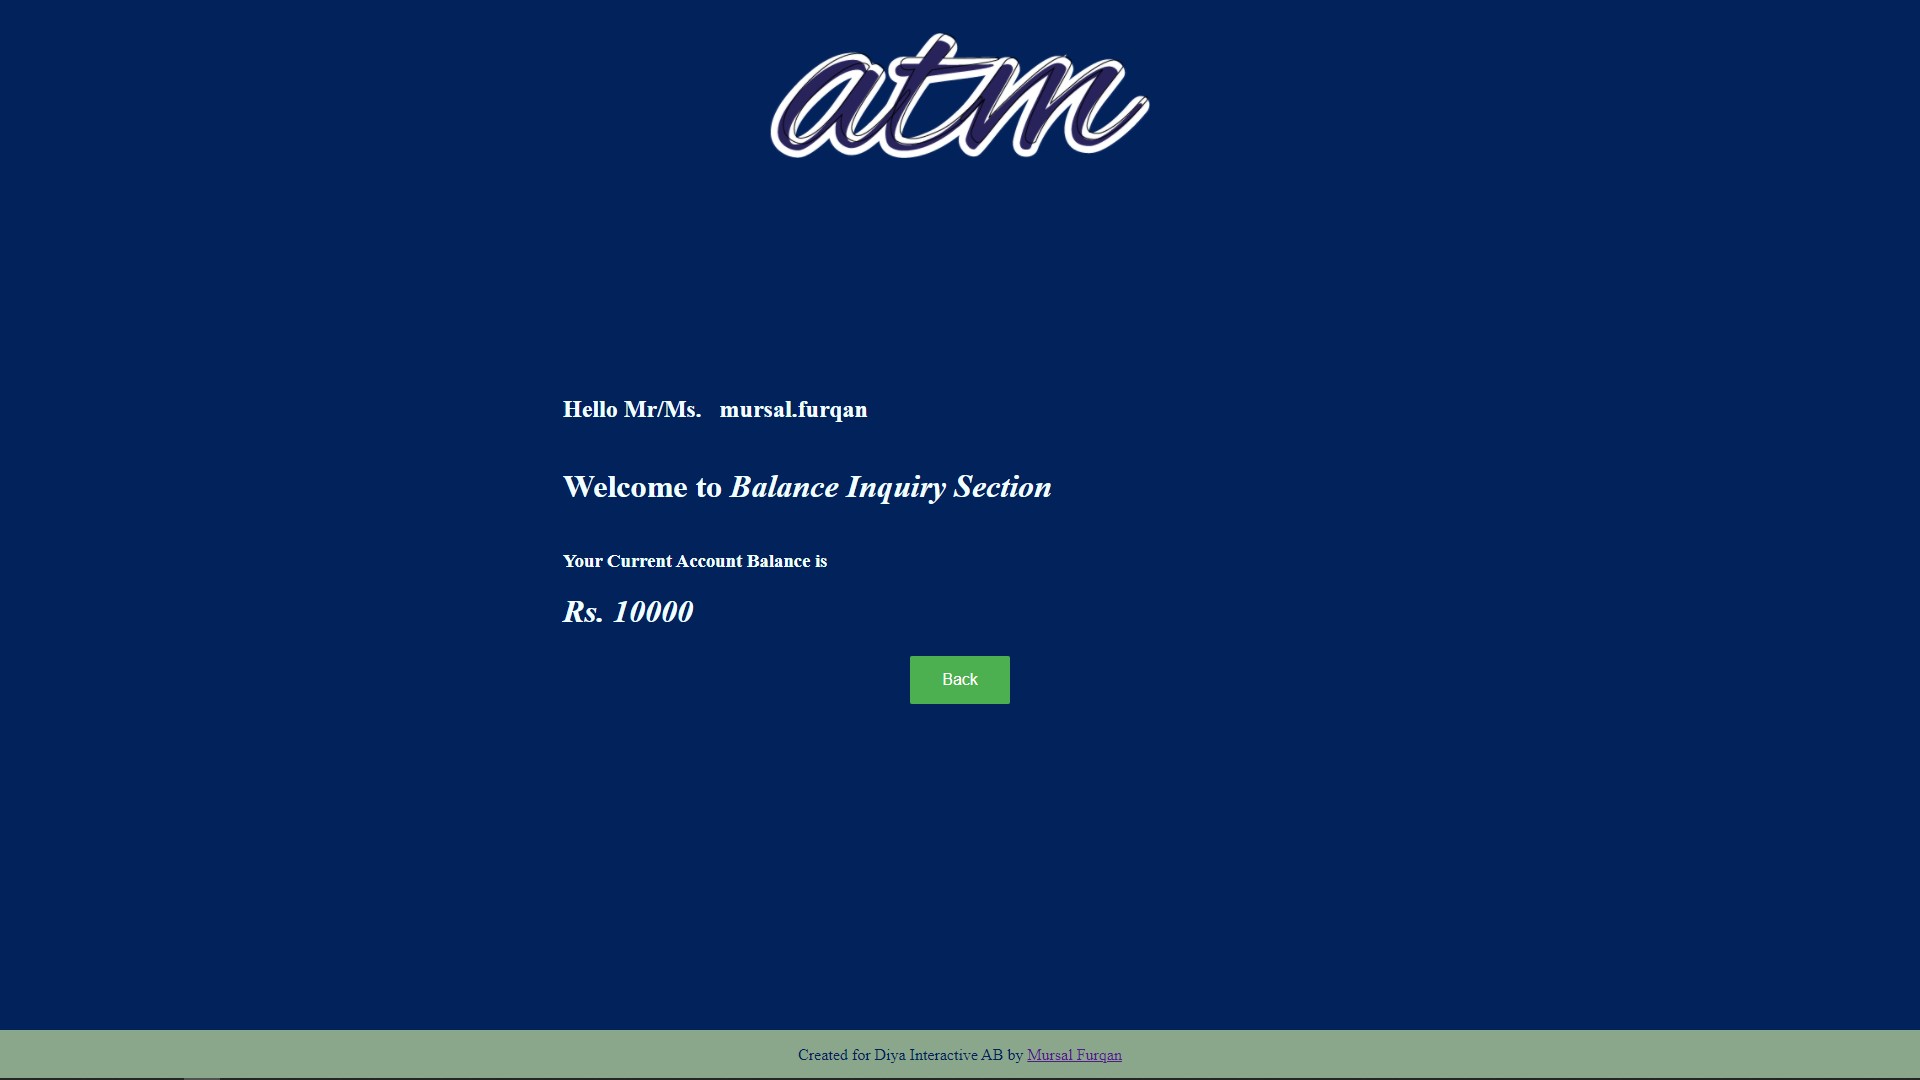 atm
Hello Mr/Ms. mursal.furqan
Welcome to Balance Inquiry Section
Your Current Account Balance is
Rs. 10000
Back
Created for Diya Interactive AB by Mursal Furqan